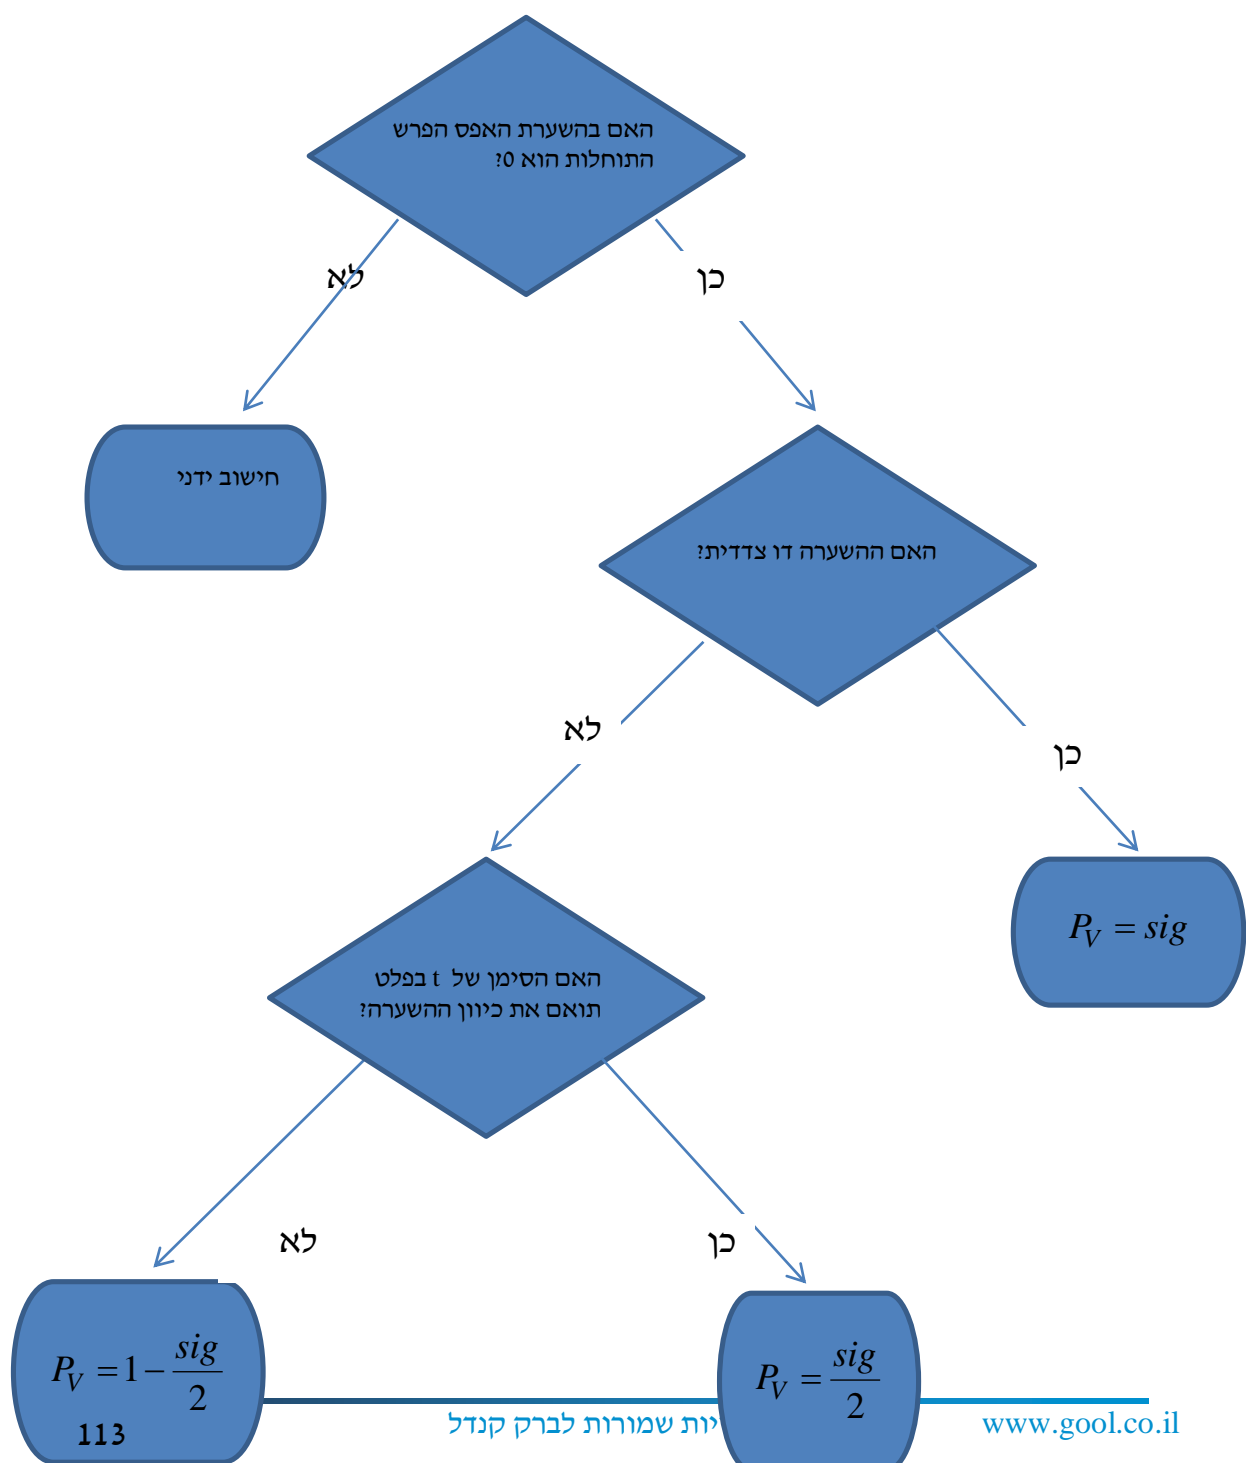 האם בהשערת האפס הפרש
התוחלות הוא 0?
לא
כן
חישוב ידני
האם ההשערה דו צדדית?
לא
כן
P_V = sig
האם הסימן של t בפלט
תואם את כיוון ההשערה?
לא
כן
P_V = 1 - sig/2
P_V = sig/2
113
יות שמורות לברק קנדל
www.gool.co.il